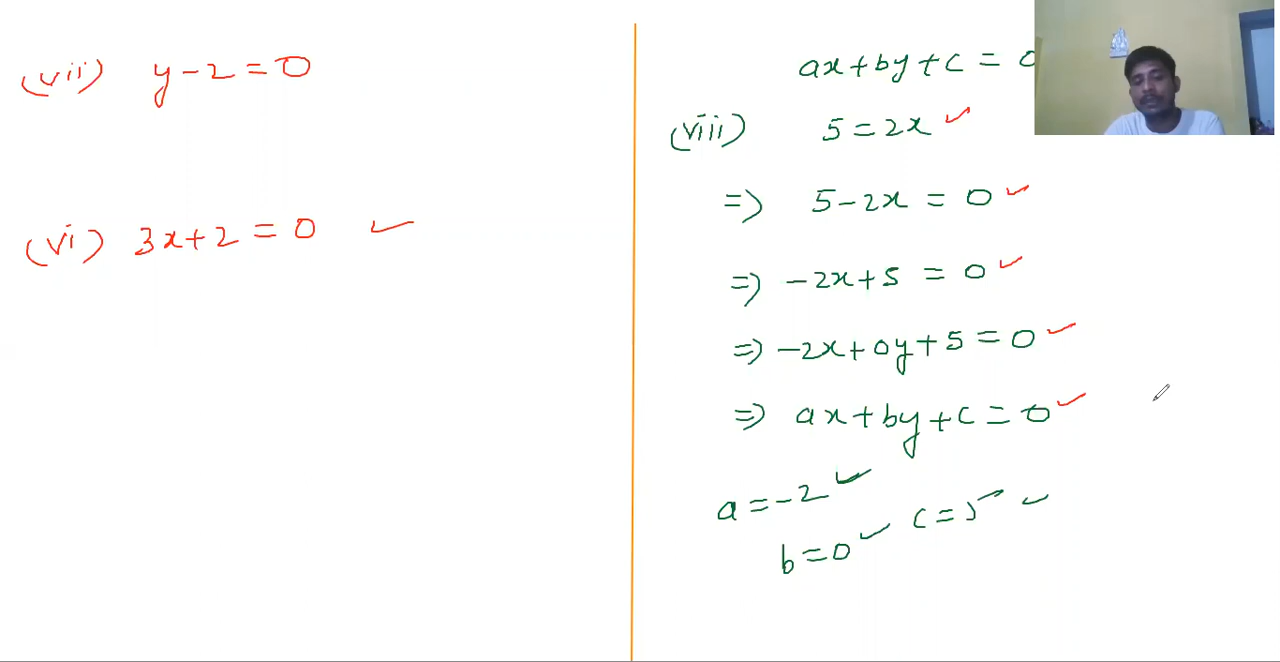 (vii) y-2=0
(vi) 3x+2=0 ✓
ax+by+c=0
(viii) 5=2x ✓
=> 5-2x=0 ✓
=> -2x+5=0 ✓
=> -2x+0y+5=0 ✓
=> ax+by+c=0 ✓
a=-2 ✓
c=5 ✓
b=0 ✓